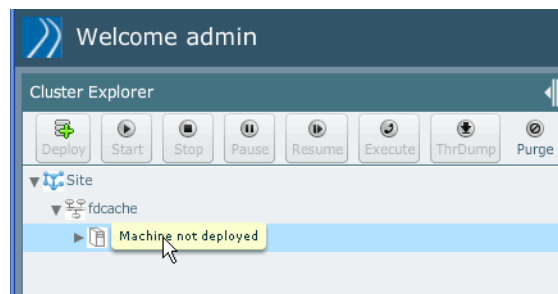 Welcome admin
Cluster Explorer
Deploy
Start
Stop
Pause
Resume
Execute
ThrDump
Purge
Site
fdcache
Machine not deployed